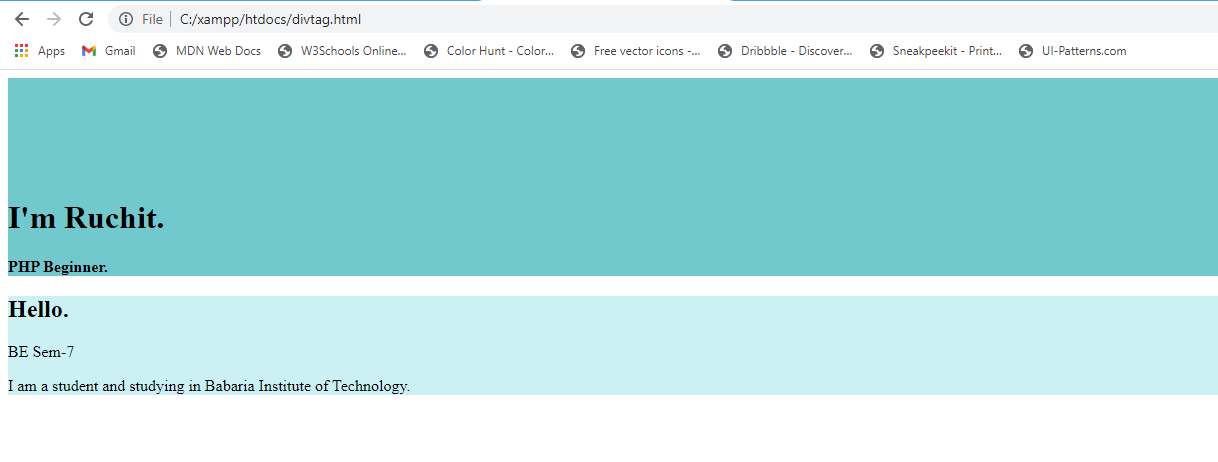 File C:/xampp/htdocs/divtag.html
Apps Gmail MDN Web Docs W3Schools Online... Color Hunt - Color... Free vector icons -... Dribbble - Discover... Sneakpeekit - Print... UI-Patterns.com
I'm Ruchit.
PHP Beginner.
Hello.
BE Sem-7
I am a student and studying in Babaria Institute of Technology.